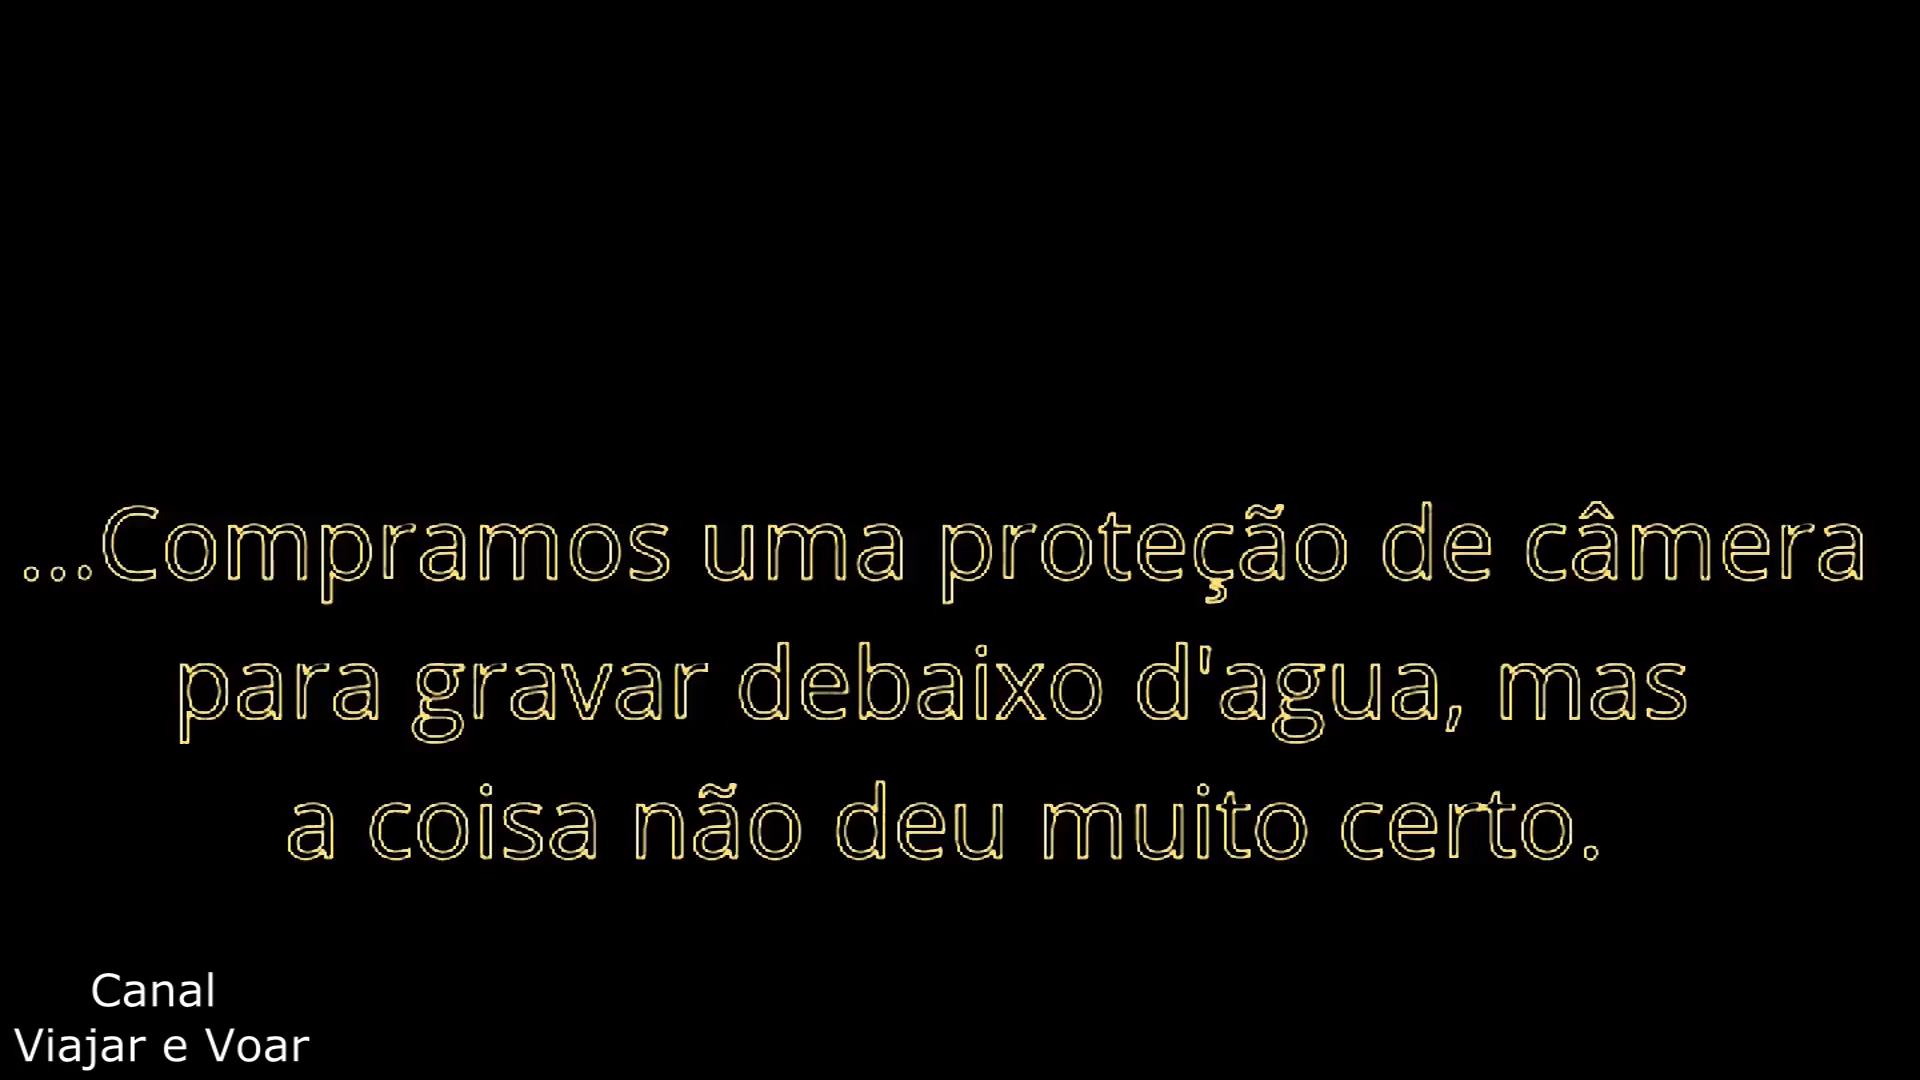 ...Compramos uma proteção de câmera
para gravar debaixo d'agua, mas
a coisa não deu muito certo.
Canal
Viajar e Voar